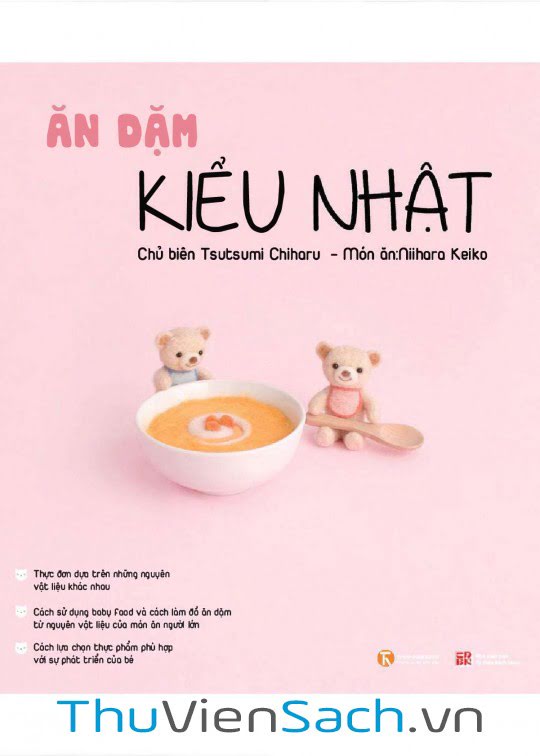 ĂN DẶM
KIỂU NHẬT
Chủ biên Tsutsumi Chiharu - Món ăn:Niihara Keiko
Thực đơn dựa trên những nguyên
vật liệu khác nhau
Cách sử dụng baby food và cách làm đồ ăn dặm
từ nguyên vật liệu của món ăn người lớn
Cách lựa chọn thực phẩm phù hợp
với sự phát triển của bé
ThuVienSach.vn